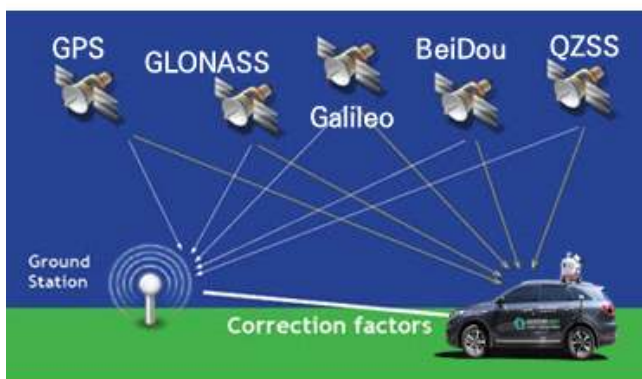 GPS
GLONASS
Galileo
BeiDou
QZSS
Ground
Station
Correction factors